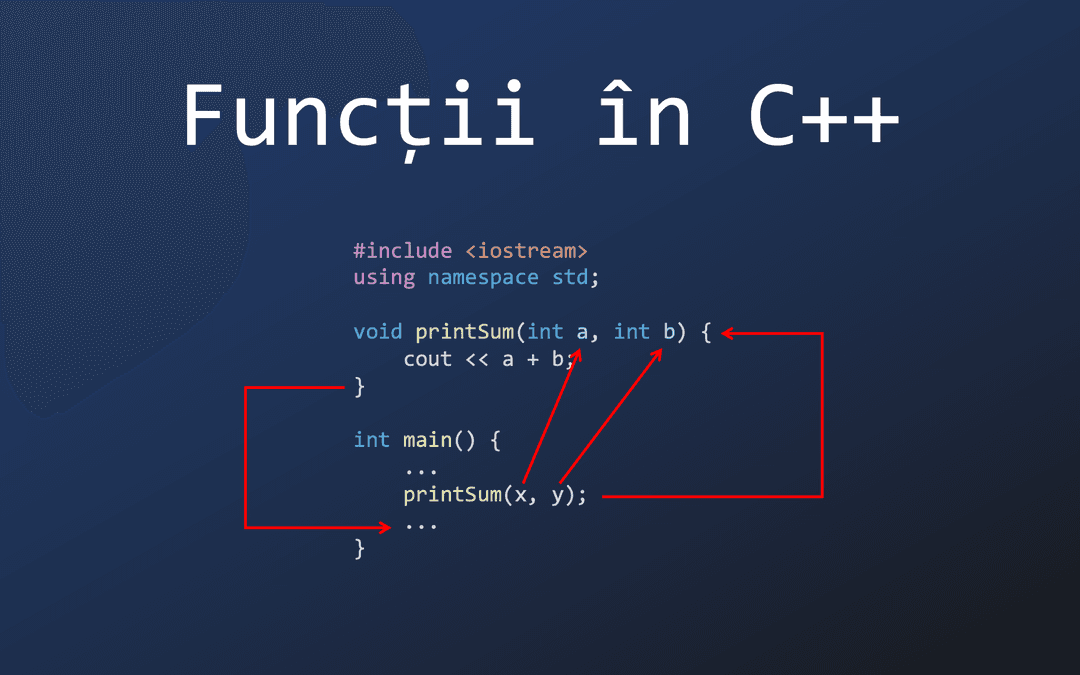 Funcții în C++
#include <iostream>
using namespace std;
void printSum(int a, int b) {
    cout << a + b;
}
int main() {
    ...
    printSum(x, y);
    ...
}